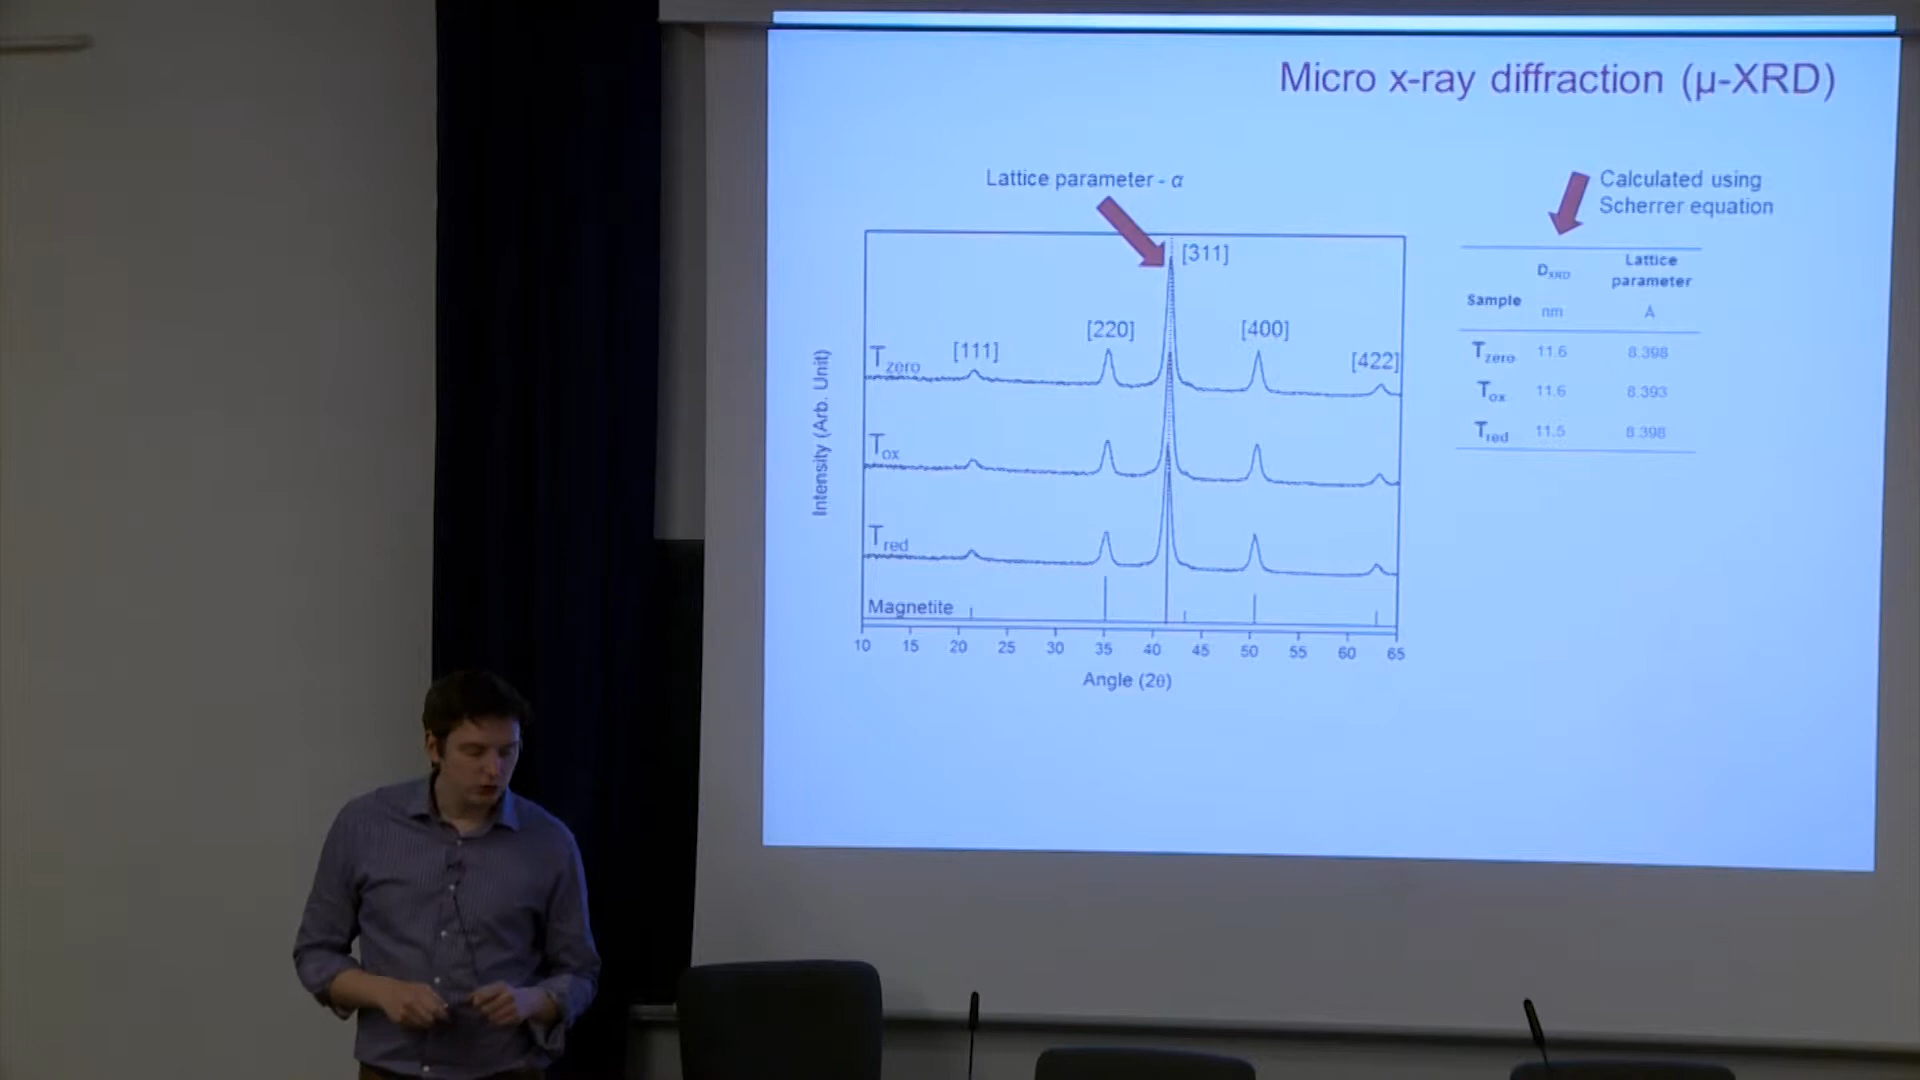 Micro x-ray diffraction (µ-XRD)
Lattice parameter - α
Calculated using
Scherrer equation
[311]
[220]
[400]
[111]
[422]
Tzero
Tox
Tred
Magnetite
Intensity (Arb. Unit)
10 15 20 25 30 35 40 45 50 55 60 65
Angle (2θ)
Sample DXRD Lattice parameter
nm Å
Tzero 11.6 8.398
Tox 11.6 8.393
Tred 11.5 8.398